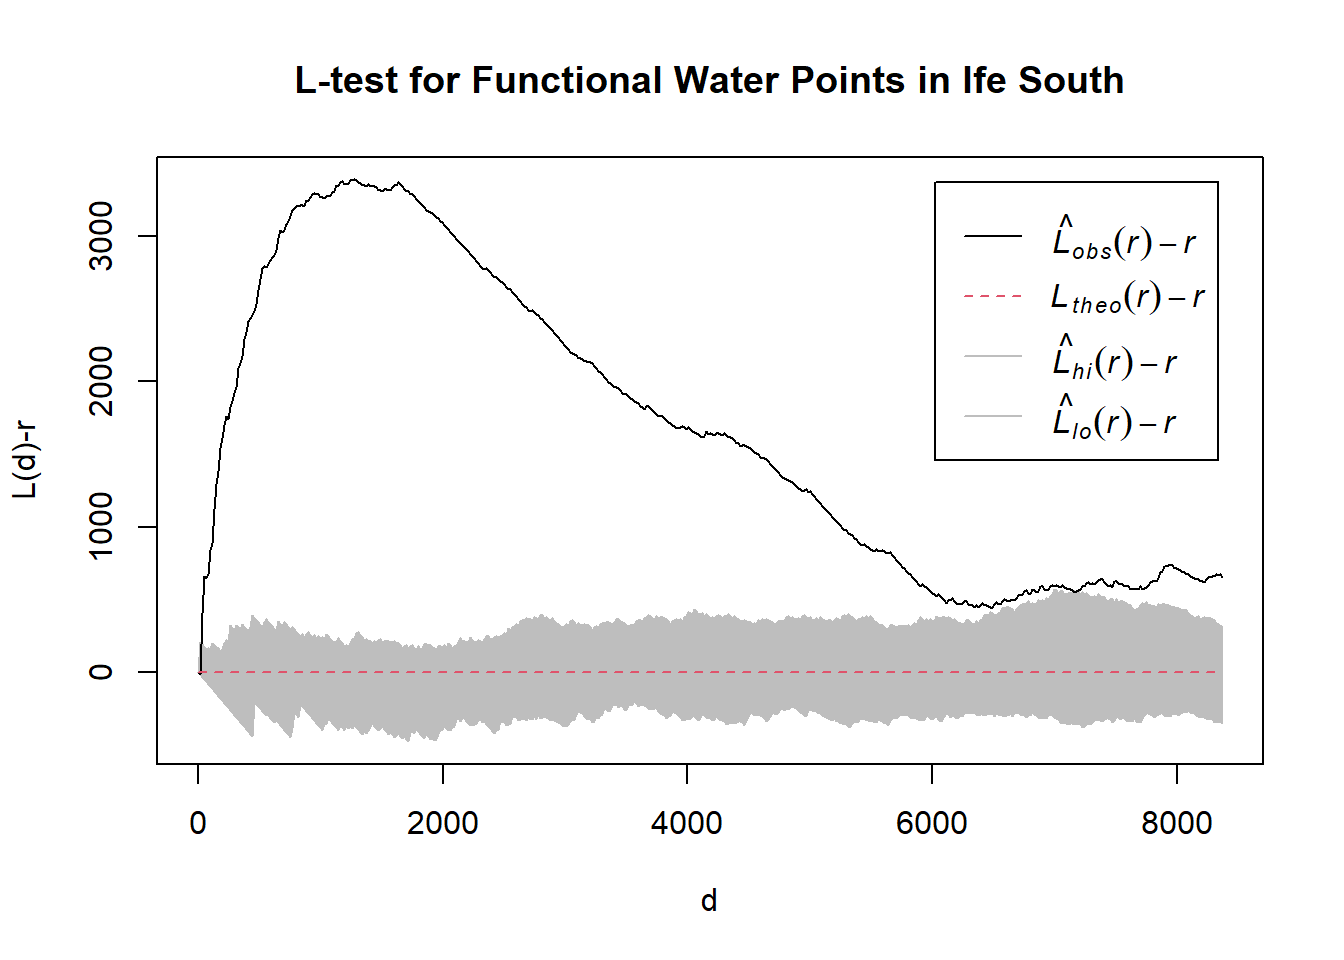 L-test for Functional Water Points in Ife South
L(d)-r
3000
2000
1000
0
L̂obs(r) − r
Ltheo(r) − r
L̂hi(r) − r
L̂lo(r) − r
0 2000 4000 6000 8000
d